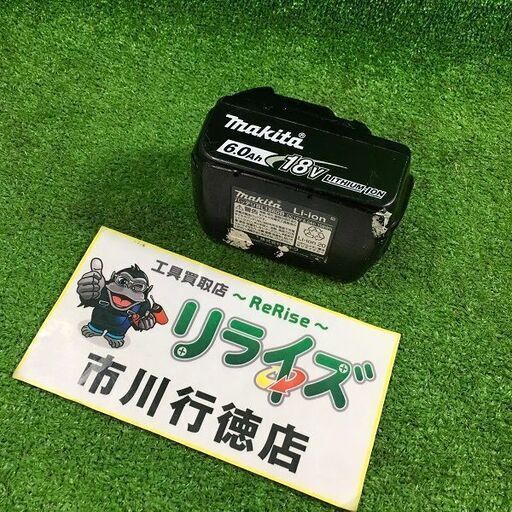 makita
6.0Ah 18V LITHIUM ION
makita Li-ion
工具買取店
～ReRise～
リライズ
市川行徳店